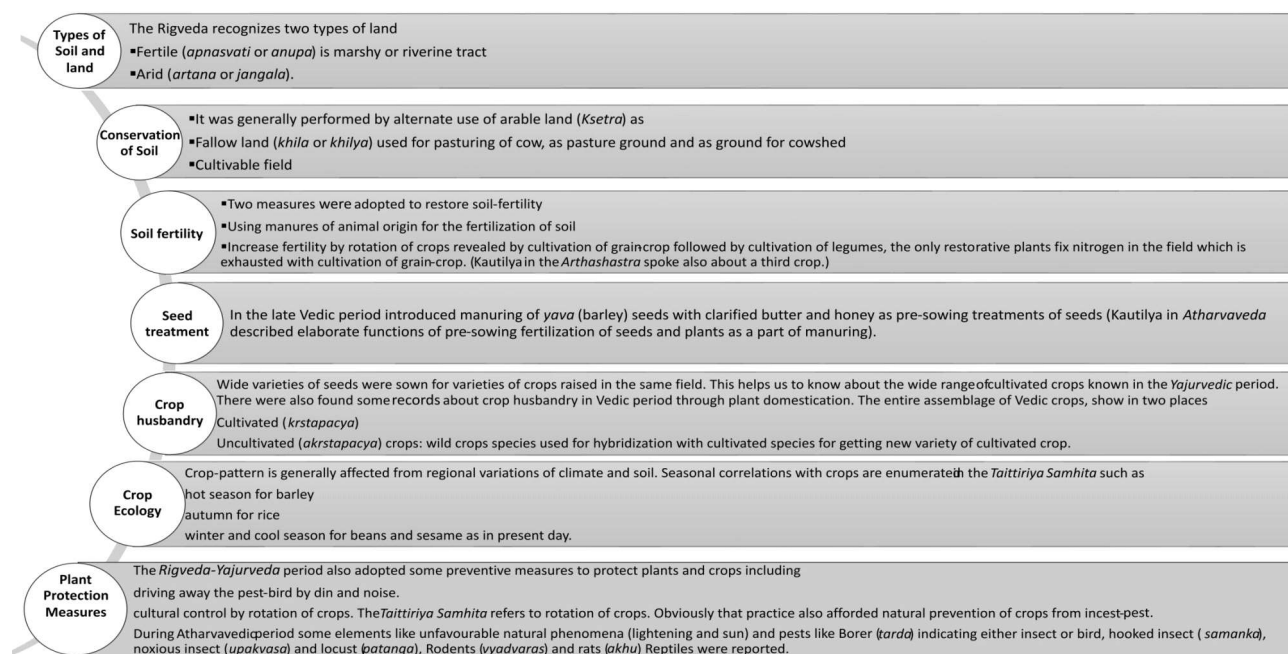 Types of
Soil and
land
The Rigveda recognizes two types of land
▪Fertile (apnasvati or anupa) is marshy or riverine tract
▪Arid (artana or jangala).
Conservation
of Soil
▪It was generally performed by alternate use of arable land (Ksetra) as
▪Fallow land (khila or khilya) used for pasturing of cow, as pasture ground and as ground for cowshed
▪Cultivable field
Soil fertility
▪Two measures were adopted to restore soil-fertility
▪Using manures of animal origin for the fertilization of soil
▪Increase fertility by rotation of crops revealed by cultivation of grain-crop followed by cultivation of legumes, the only restorative plants fix nitrogen in the field which is
exhausted with cultivation of grain-crop. (Kautilya in the Arthashastra spoke also about a third crop.)
Seed
treatment
In the late Vedic period introduced manuring of yava (barley) seeds with clarified butter and honey as pre-sowing treatments of seeds (Kautilya in Atharvaveda
described elaborate functions of pre-sowing fertilization of seeds and plants as a part of manuring).
Crop
husbandry
Wide varieties of seeds were sown for varieties of crops raised in the same field. This helps us to know about the wide range of cultivated crops known in the Yajurvedic period.
There were also found some records about crop husbandry in Vedic period through plant domestication. The entire assemblage of Vedic crops, show in two places
Cultivated (krstapacya)
Uncultivated (akrstapacya) crops: wild crops species used for hybridization with cultivated species for getting new variety of cultivated crop.
Crop
Ecology
Crop-pattern is generally affected from regional variations of climate and soil. Seasonal correlations with crops are enumerated in the Taittiriya Samhita such as
hot season for barley
autumn for rice
winter and cool season for beans and sesame as in present day.
Plant
Protection
Measures
The Rigveda-Yajurveda period also adopted some preventive measures to protect plants and crops including
driving away the pest-bird by din and noise.
cultural control by rotation of crops. The Taittiriya Samhita refers to rotation of crops. Obviously that practice also afforded natural prevention of crops from incest-pest.
During Atharvavedic period some elements like unfavourable natural phenomena (lightening and sun) and pests like Borer (tarda) indicating either insect or bird, hooked insect ( samanka),
noxious insect (upakvasa) and locust (patanga), Rodents (vyadvaras) and rats (akhu) Reptiles were reported.